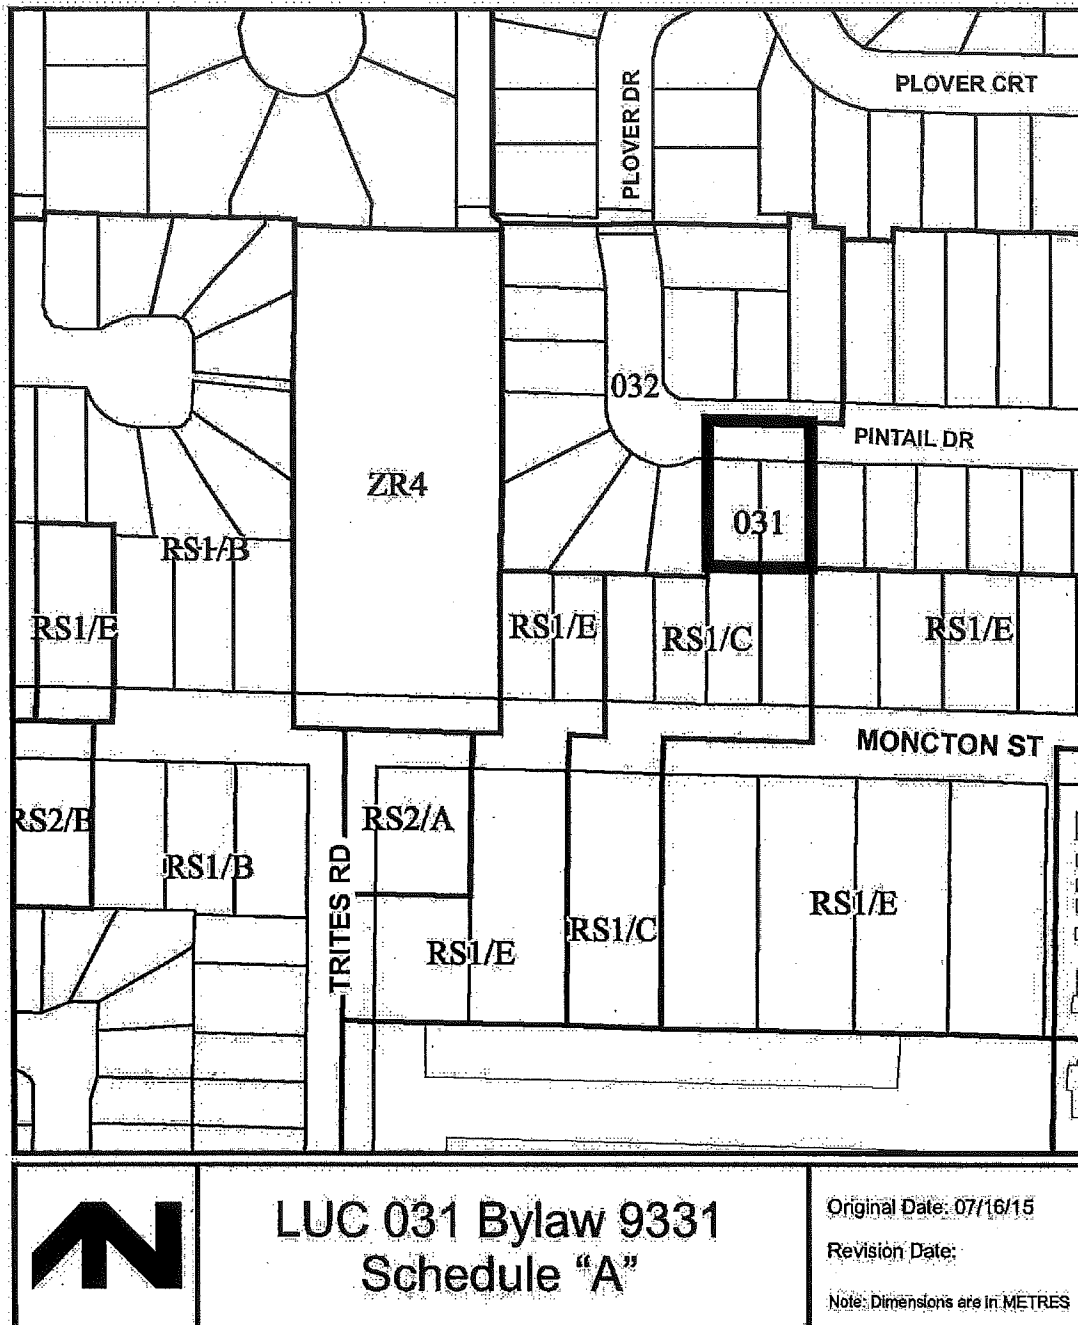 PLOVER CRT
PLOVER DR
032
PINTAIL DR
ZR4
031
RS1/B
RS1/E
RS1/E
RS1/C
RS1/E
MONCTON ST
RS2/B
RS2/A
RS1/B
TRITES RD
RS1/E
RS1/C
RS1/E
LUC 031 Bylaw 9331
Schedule "A"
Original Date: 07/16/15
Revision Date:
Note: Dimensions are in METRES